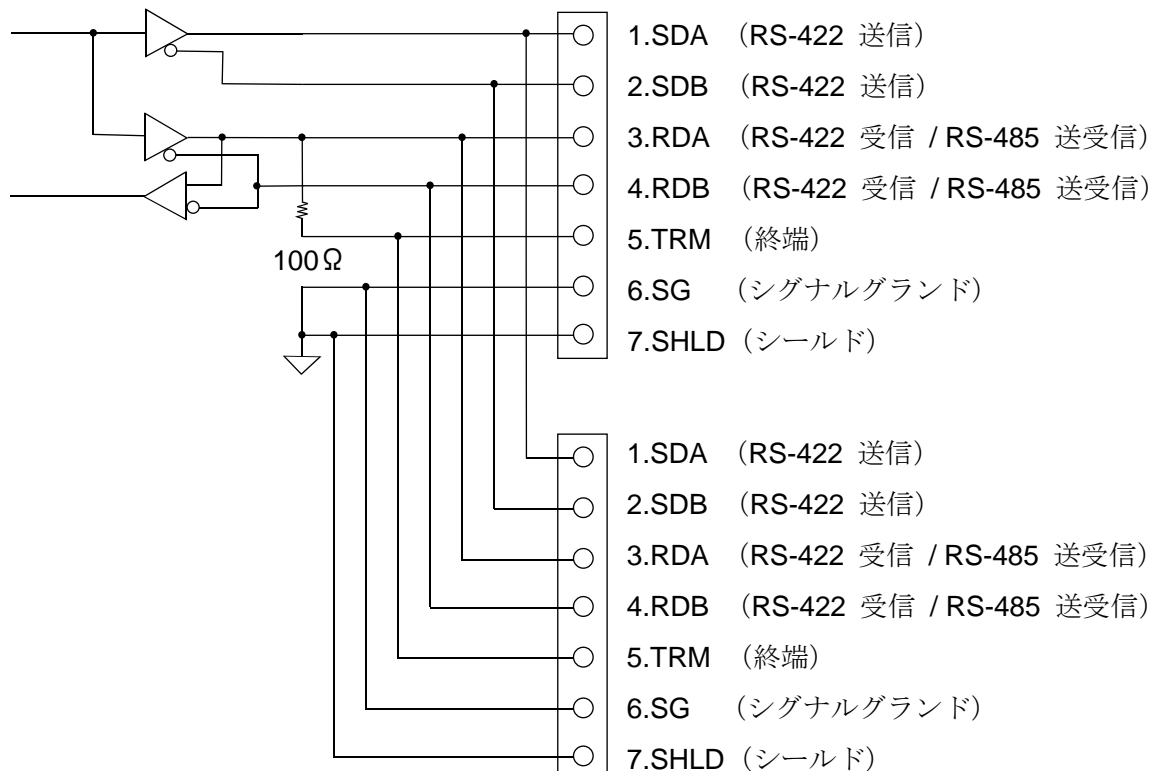 1.SDA （RS-422 送信）
2.SDB （RS-422 送信）
3.RDA （RS-422 受信 / RS-485 送受信）
4.RDB （RS-422 受信 / RS-485 送受信）
5.TRM （終端）
100Ω
6.SG （シグナルグランド）
7.SHLD（シールド）
1.SDA （RS-422 送信）
2.SDB （RS-422 送信）
3.RDA （RS-422 受信 / RS-485 送受信）
4.RDB （RS-422 受信 / RS-485 送受信）
5.TRM （終端）
6.SG （シグナルグランド）
7.SHLD（シールド）